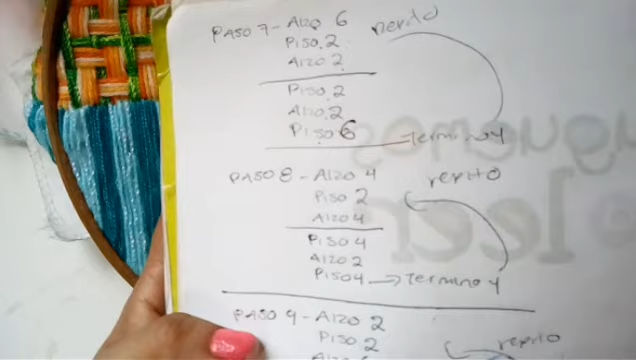 PASO 7 - Alzo 6 repito
Piso.2
Alzo 2
Piso.2
Alzo.2
Piso 6 → Termino y
PASO 8 - Alzo 4 repito
Piso 2
Alzo 4
Piso 4
Alzo 2
Piso 4 → Termino y
PASO 9 - Alzo 2
Piso 2 repito